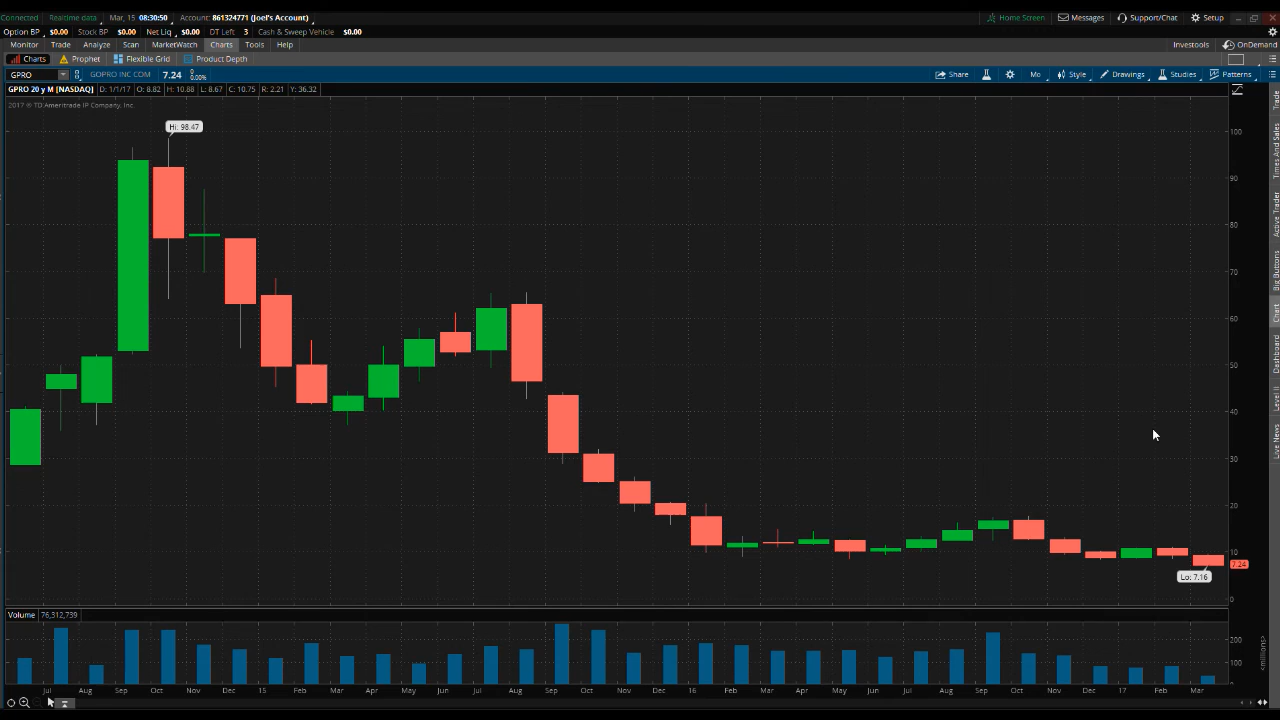 Connected Realtime data Mar, 15 08:30:50 Account: 861324771 (Joel's Account) Home Screen Messages Support/Chat Setup
Option BP $0.00 Stock BP $0.00 Net Liq $0.00 DT Left 3 Cash & Sweep Vehicle $0.00
Monitor Trade Analyze Scan MarketWatch Charts Tools Help Investools OnDemand
Charts Prophet Flexible Grid Product Depth
GPRO GOPRO INC COM 7.24 0 0.00% Share Mo Style Drawings Studies Patterns
GPRO 20 y M [NASDAQ] D: 1/1/17 O: 8.82 H: 10.88 L: 8.67 C: 10.75 R: 2.21 Y: 36.32
2017 © TD Ameritrade IP Company, Inc.
Hi: 98.47
100
90
80
70
60
50
40
30
20
10
7.24
Lo: 7.16
0
Volume 76,312,739
200
100
0
<millions>
Jul Aug Sep Oct Nov Dec 15 Feb Mar Apr May Jun Jul Aug Sep Oct Nov Dec 16 Feb Mar Apr May Jun Jul Aug Sep Oct Nov Dec 17 Feb Mar
Trade
Times And Sales
Active Trader
Big Buttons
Chart
Dashboard
Level II
Live News